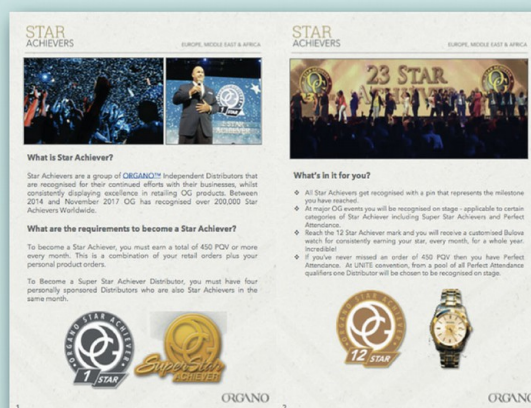 STAR
ACHIEVERS
EUROPE, MIDDLE EAST & AFRICA
What is Star Achiever?
Star Achievers are a group of ORGANO™ Independent Distributors that
are recognised for their continued efforts with their businesses, whilst
consistently displaying excellence in retailing OG products. Between
2014 and November 2017 OG has recognised over 200,000 Star
Achievers Worldwide.
What are the requirements to become a Star Achiever?
To become a Star Achiever, you must earn a total of 450 PQV or more
every month. This is a combination of your retail orders plus your
personal product orders.
To Become a Super Star Achiever Distributor, you must have four
personally sponsored Distributors who are also Star Achievers in the
same month.
ORGANO STAR ACHIEVER
OG
1 STAR
OG
SuperStar
ACHIEVER
ORGANO
1
STAR
ACHIEVERS
EUROPE, MIDDLE EAST & AFRICA
23 STAR
What's in it for you?
❖ All Star Achievers get recognised with a pin that represents the milestone
you have reached.
❖ At major OG events you will be recognised on stage - applicable to certain
categories of Star Achiever including Super Star Achievers and Perfect
Attendance.
❖ Reach the 12 Star Achiever mark and you will receive a customised Bulova
watch for consistently earning your star, every month, for a whole year.
Incredible!
❖ If you've never missed an order of 450 PQV then you have Perfect
Attendance. At UNITE convention, from a pool of all Perfect Attendance
qualifiers one Distributor will be chosen to be recognised on stage.
ORGANO STAR ACHIEVER
OG
12 STAR
ORGANO
2